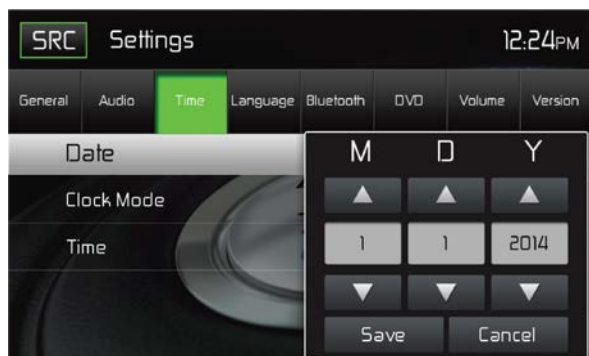 SRC Settings 12:24PM
General Audio Time Language Bluetooth DVD Volume Version
Date
Clock Mode
Time
M D Y
1 1 2014
Save Cancel